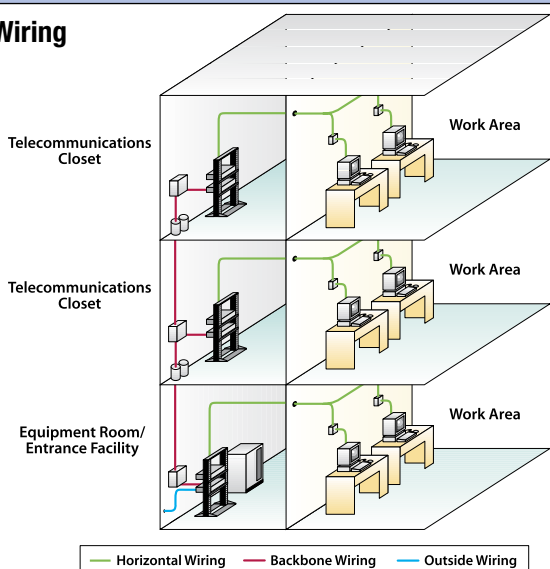 Wiring
Telecommunications
Closet
Work Area
Telecommunications
Closet
Work Area
Equipment Room/
Entrance Facility
Work Area
Horizontal Wiring
Backbone Wiring
Outside Wiring